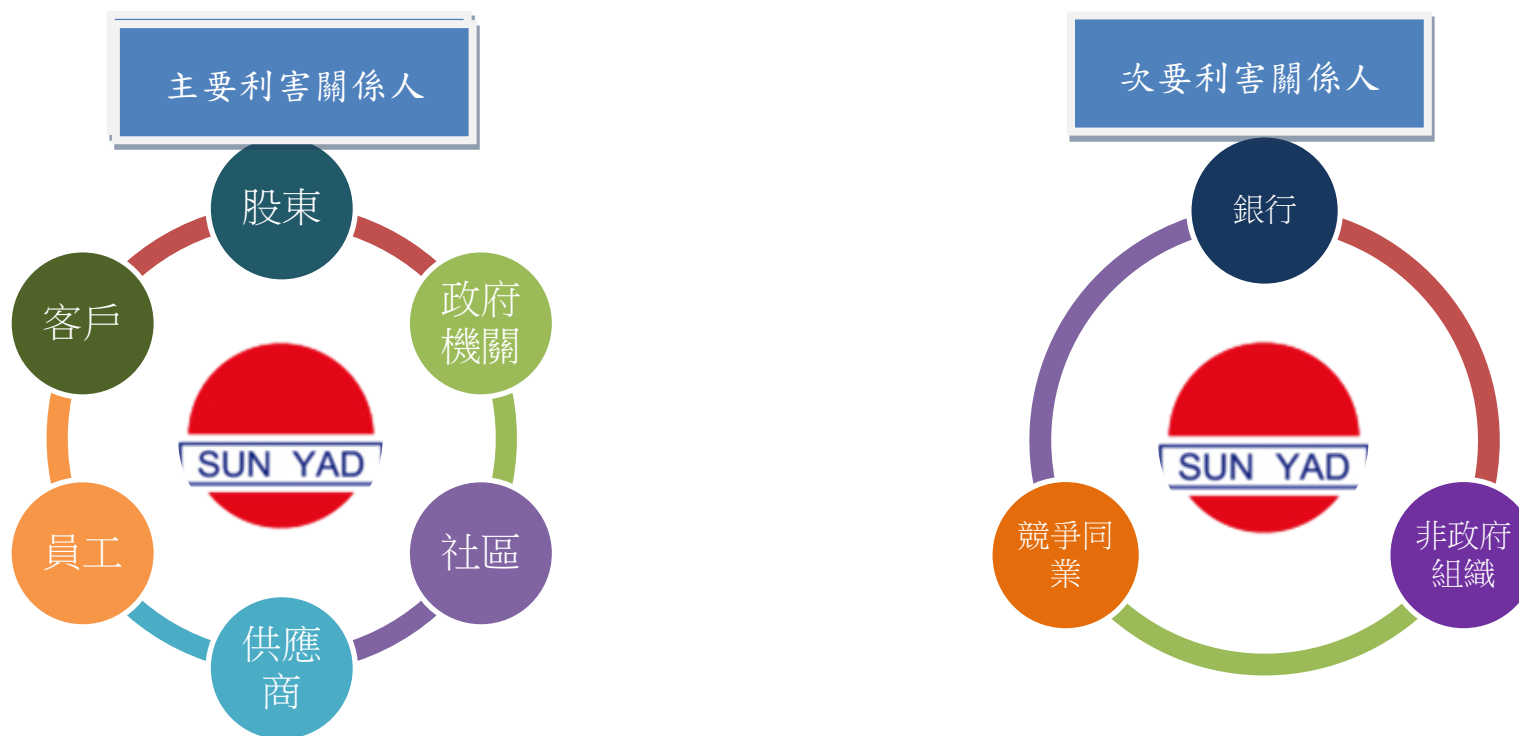 主要利害關係人
股東
政府
機關
社區
供應
商
員工
客戶
SUN YAD
次要利害關係人
銀行
非政府
組織
競爭同
業
SUN YAD